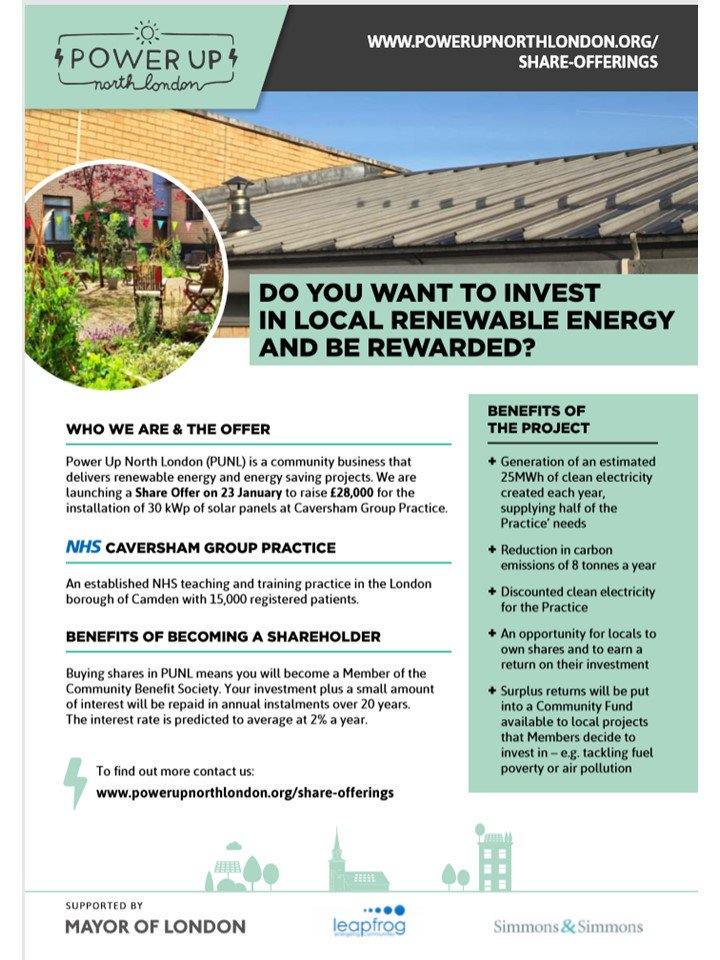 POWER UP
north london
WWW.POWERUPNORTHLONDON.ORG/
SHARE-OFFERINGS
DO YOU WANT TO INVEST
IN LOCAL RENEWABLE ENERGY
AND BE REWARDED?
WHO WE ARE & THE OFFER
Power Up North London (PUNL) is a community business that
delivers renewable energy and energy saving projects. We are
launching a Share Offer on 23 January to raise £28,000 for the
installation of 30 kWp of solar panels at Caversham Group Practice.
NHS CAVERSHAM GROUP PRACTICE
An established NHS teaching and training practice in the London
borough of Camden with 15,000 registered patients.
BENEFITS OF BECOMING A SHAREHOLDER
Buying shares in PUNL means you will become a Member of the
Community Benefit Society. Your investment plus a small amount
of interest will be repaid in annual instalments over 20 years.
The interest rate is predicted to average at 2% a year.
To find out more contact us:
www.powerupnorthlondon.org/share-offerings
BENEFITS OF
THE PROJECT
+ Generation of an estimated
25MWh of clean electricity
created each year,
supplying half of the
Practice' needs
+ Reduction in carbon
emissions of 8 tonnes a year
+ Discounted clean electricity
for the Practice
+ An opportunity for locals to
own shares and to earn a
return on their investment
+ Surplus returns will be put
into a Community Fund
available to local projects
that Members decide to
invest in – e.g. tackling fuel
poverty or air pollution
SUPPORTED BY
MAYOR OF LONDON
leapfrog
energising communities
Simmons & Simmons